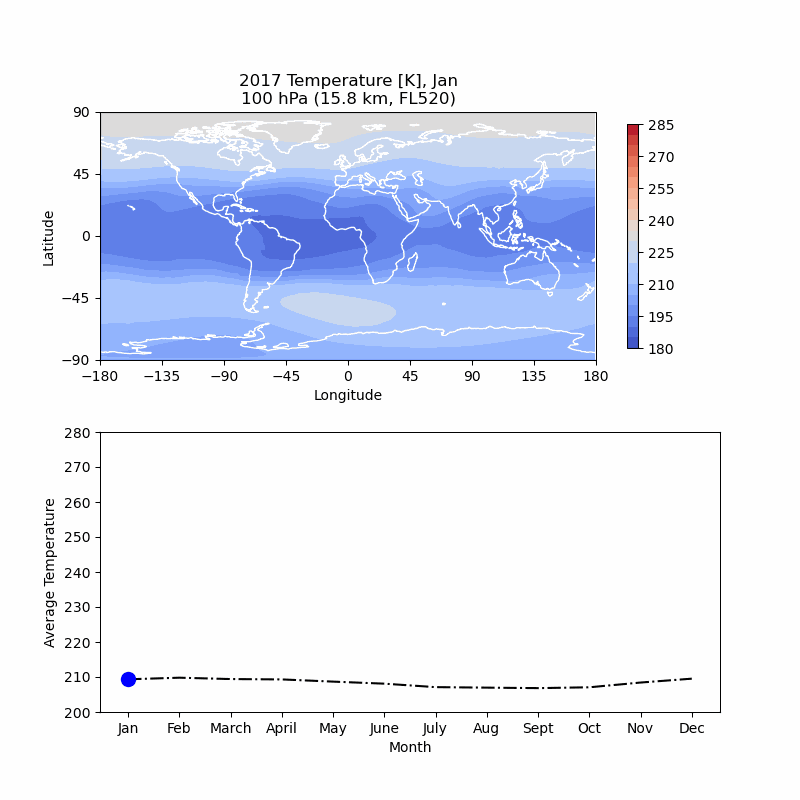 2017 Temperature [K], Jan
100 hPa (15.8 km, FL520)
90
45
0
−45
−90
Latitude
−180 −135 −90 −45 0 45 90 135 180
Longitude
285
270
255
240
225
210
195
180
280
270
260
250
240
230
220
210
200
Average Temperature
Jan Feb March April May June July Aug Sept Oct Nov Dec
Month